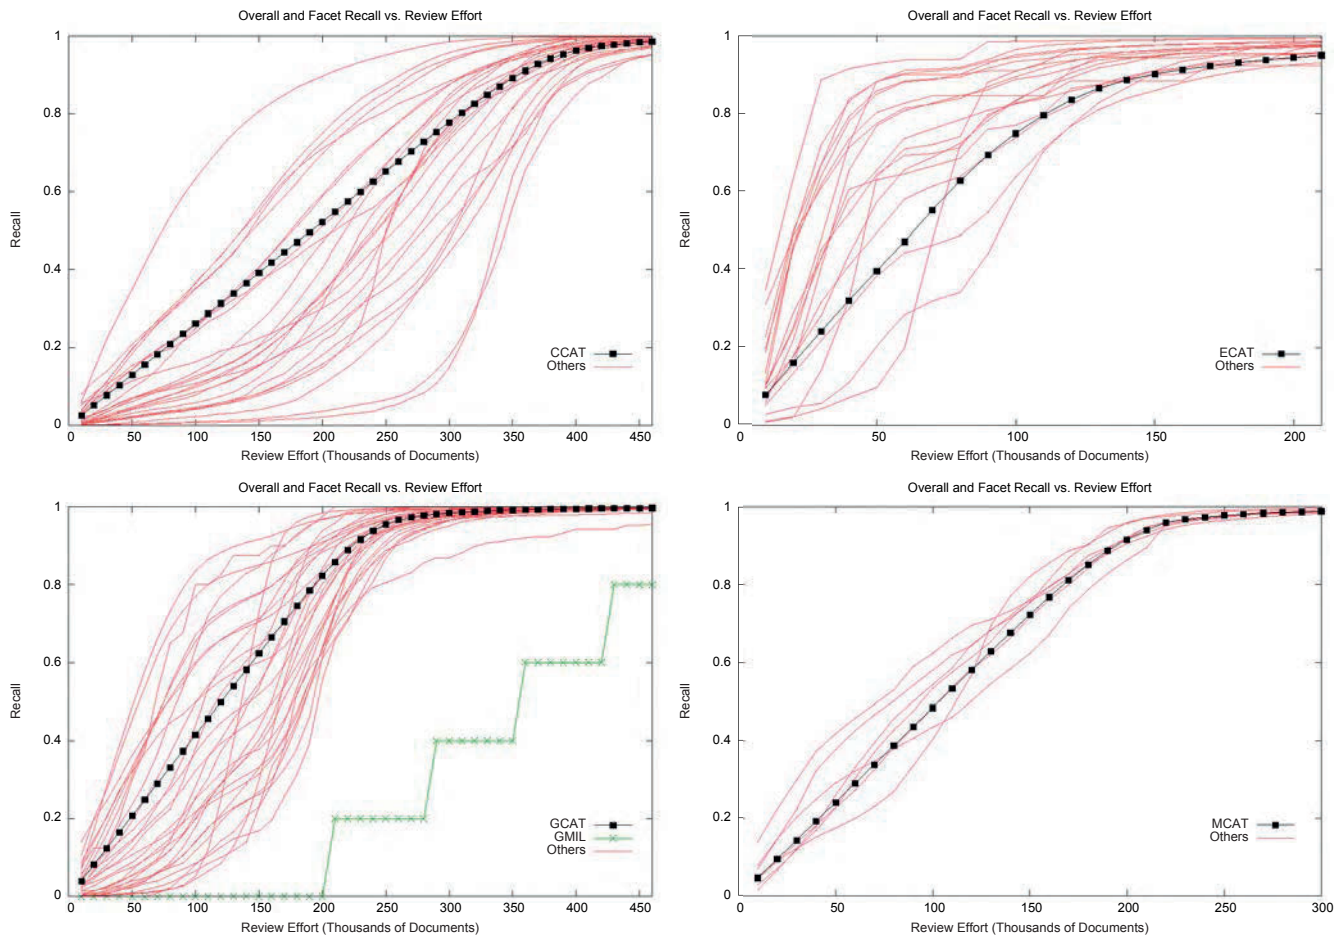 Overall and Facet Recall vs. Review Effort
1
0.8
0.6
0.4
0.2
0
Recall
CCAT
Others
0 50 100 150 200 250 300 350 400 450
Review Effort (Thousands of Documents)
Overall and Facet Recall vs. Review Effort
1
0.8
0.6
0.4
0.2
0
Recall
ECAT
Others
0 50 100 150 200
Review Effort (Thousands of Documents)
Overall and Facet Recall vs. Review Effort
1
0.8
0.6
0.4
0.2
0
Recall
GCAT
GMIL
Others
0 50 100 150 200 250 300 350 400 450
Review Effort (Thousands of Documents)
Overall and Facet Recall vs. Review Effort
1
0.8
0.6
0.4
0.2
0
Recall
MCAT
Others
0 50 100 150 200 250 300
Review Effort (Thousands of Documents)